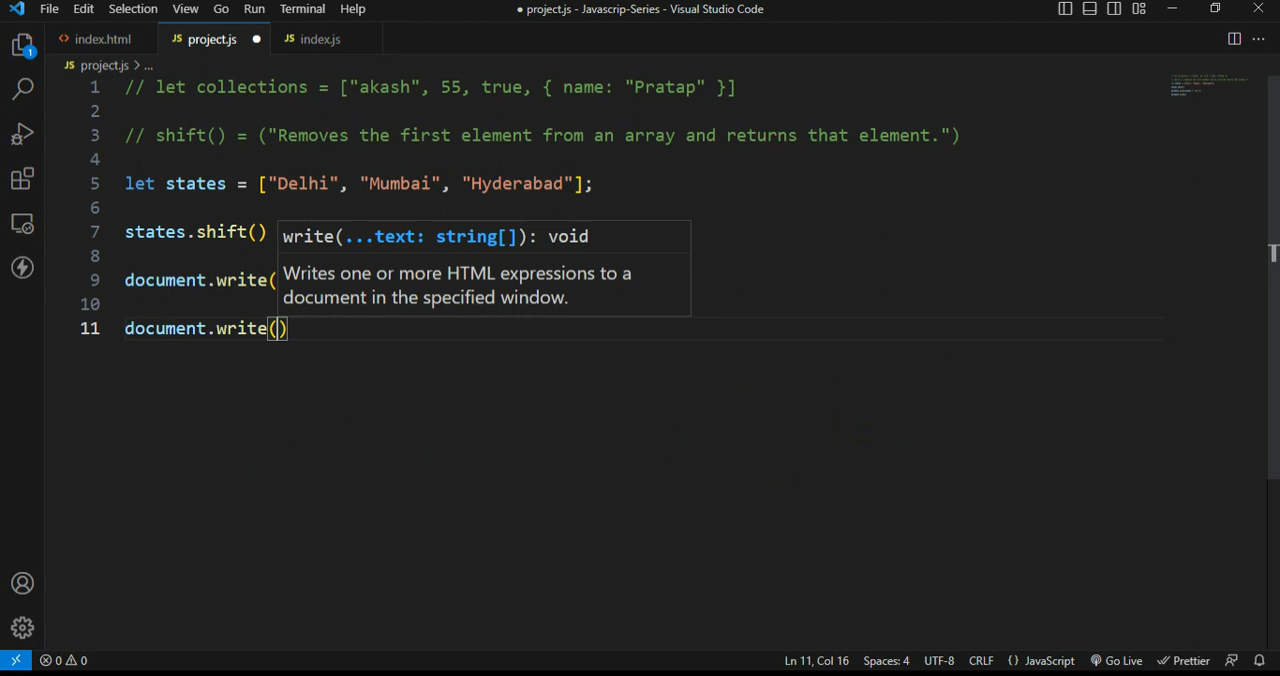 File Edit Selection View Go Run Terminal Help ● project.js - Javascrip-Series - Visual Studio Code
1
<> index.html JS project.js ● JS index.js
JS project.js > ...
1 // let collections = ["akash", 55, true, { name: "Pratap" }]
2
3 // shift() = ("Removes the first element from an array and returns that element.")
4
5 let states = ["Delhi", "Mumbai", "Hyderabad"];
6
7 states.shift()
write(...text: string[]): void
8
Writes one or more HTML expressions to a
9 document.write(
document in the specified window.
10
11 document.write()
0 0 Ln 11, Col 16 Spaces: 4 UTF-8 CRLF {} JavaScript Go Live Prettier